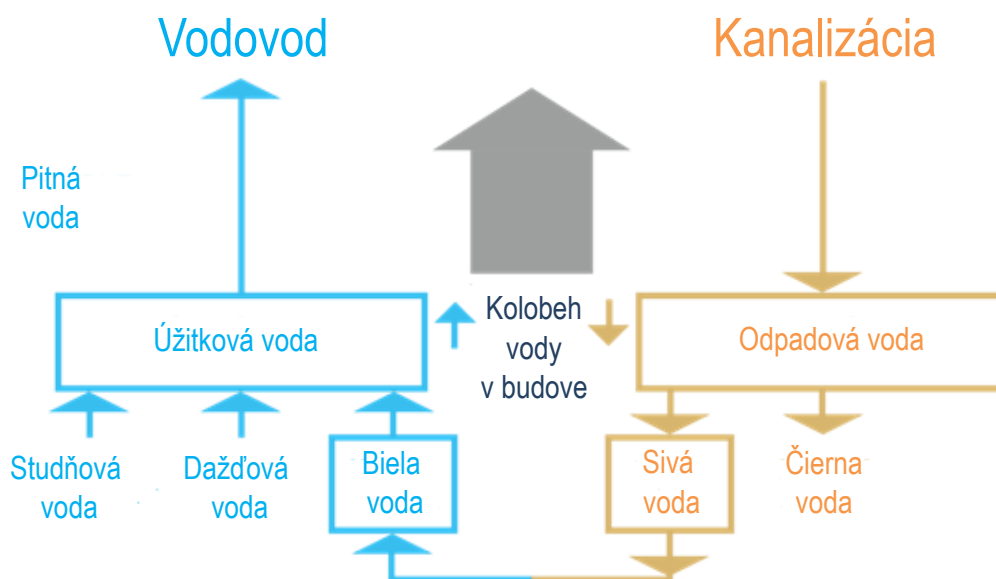 Vodovod
Kanalizácia
Pitná
voda
Úžitková voda
Kolobeh
vody
v budove
Odpadová voda
Studňová
voda
Dažďová
voda
Biela
voda
Sivá
voda
Čierna
voda